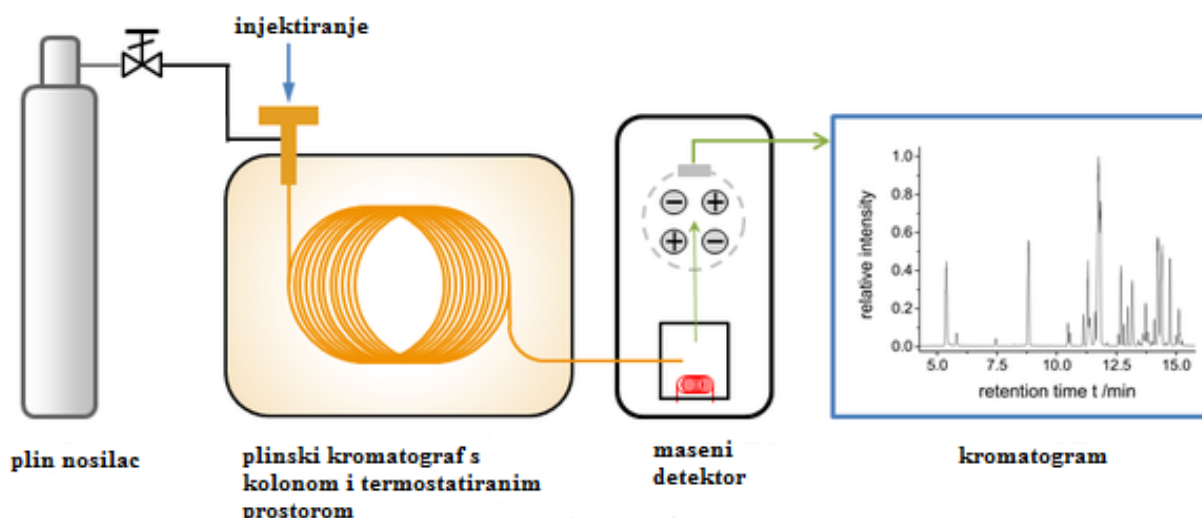 injektiranje
plin nosilac
plinski kromatograf s
kolonom i termostatiranim
prostorom
maseni
detektor
− +
+ −
relative intensity
1.0
0.8
0.6
0.4
0.2
0.0
5.0 7.5 10.0 12.5 15.0
retention time t /min
kromatogram